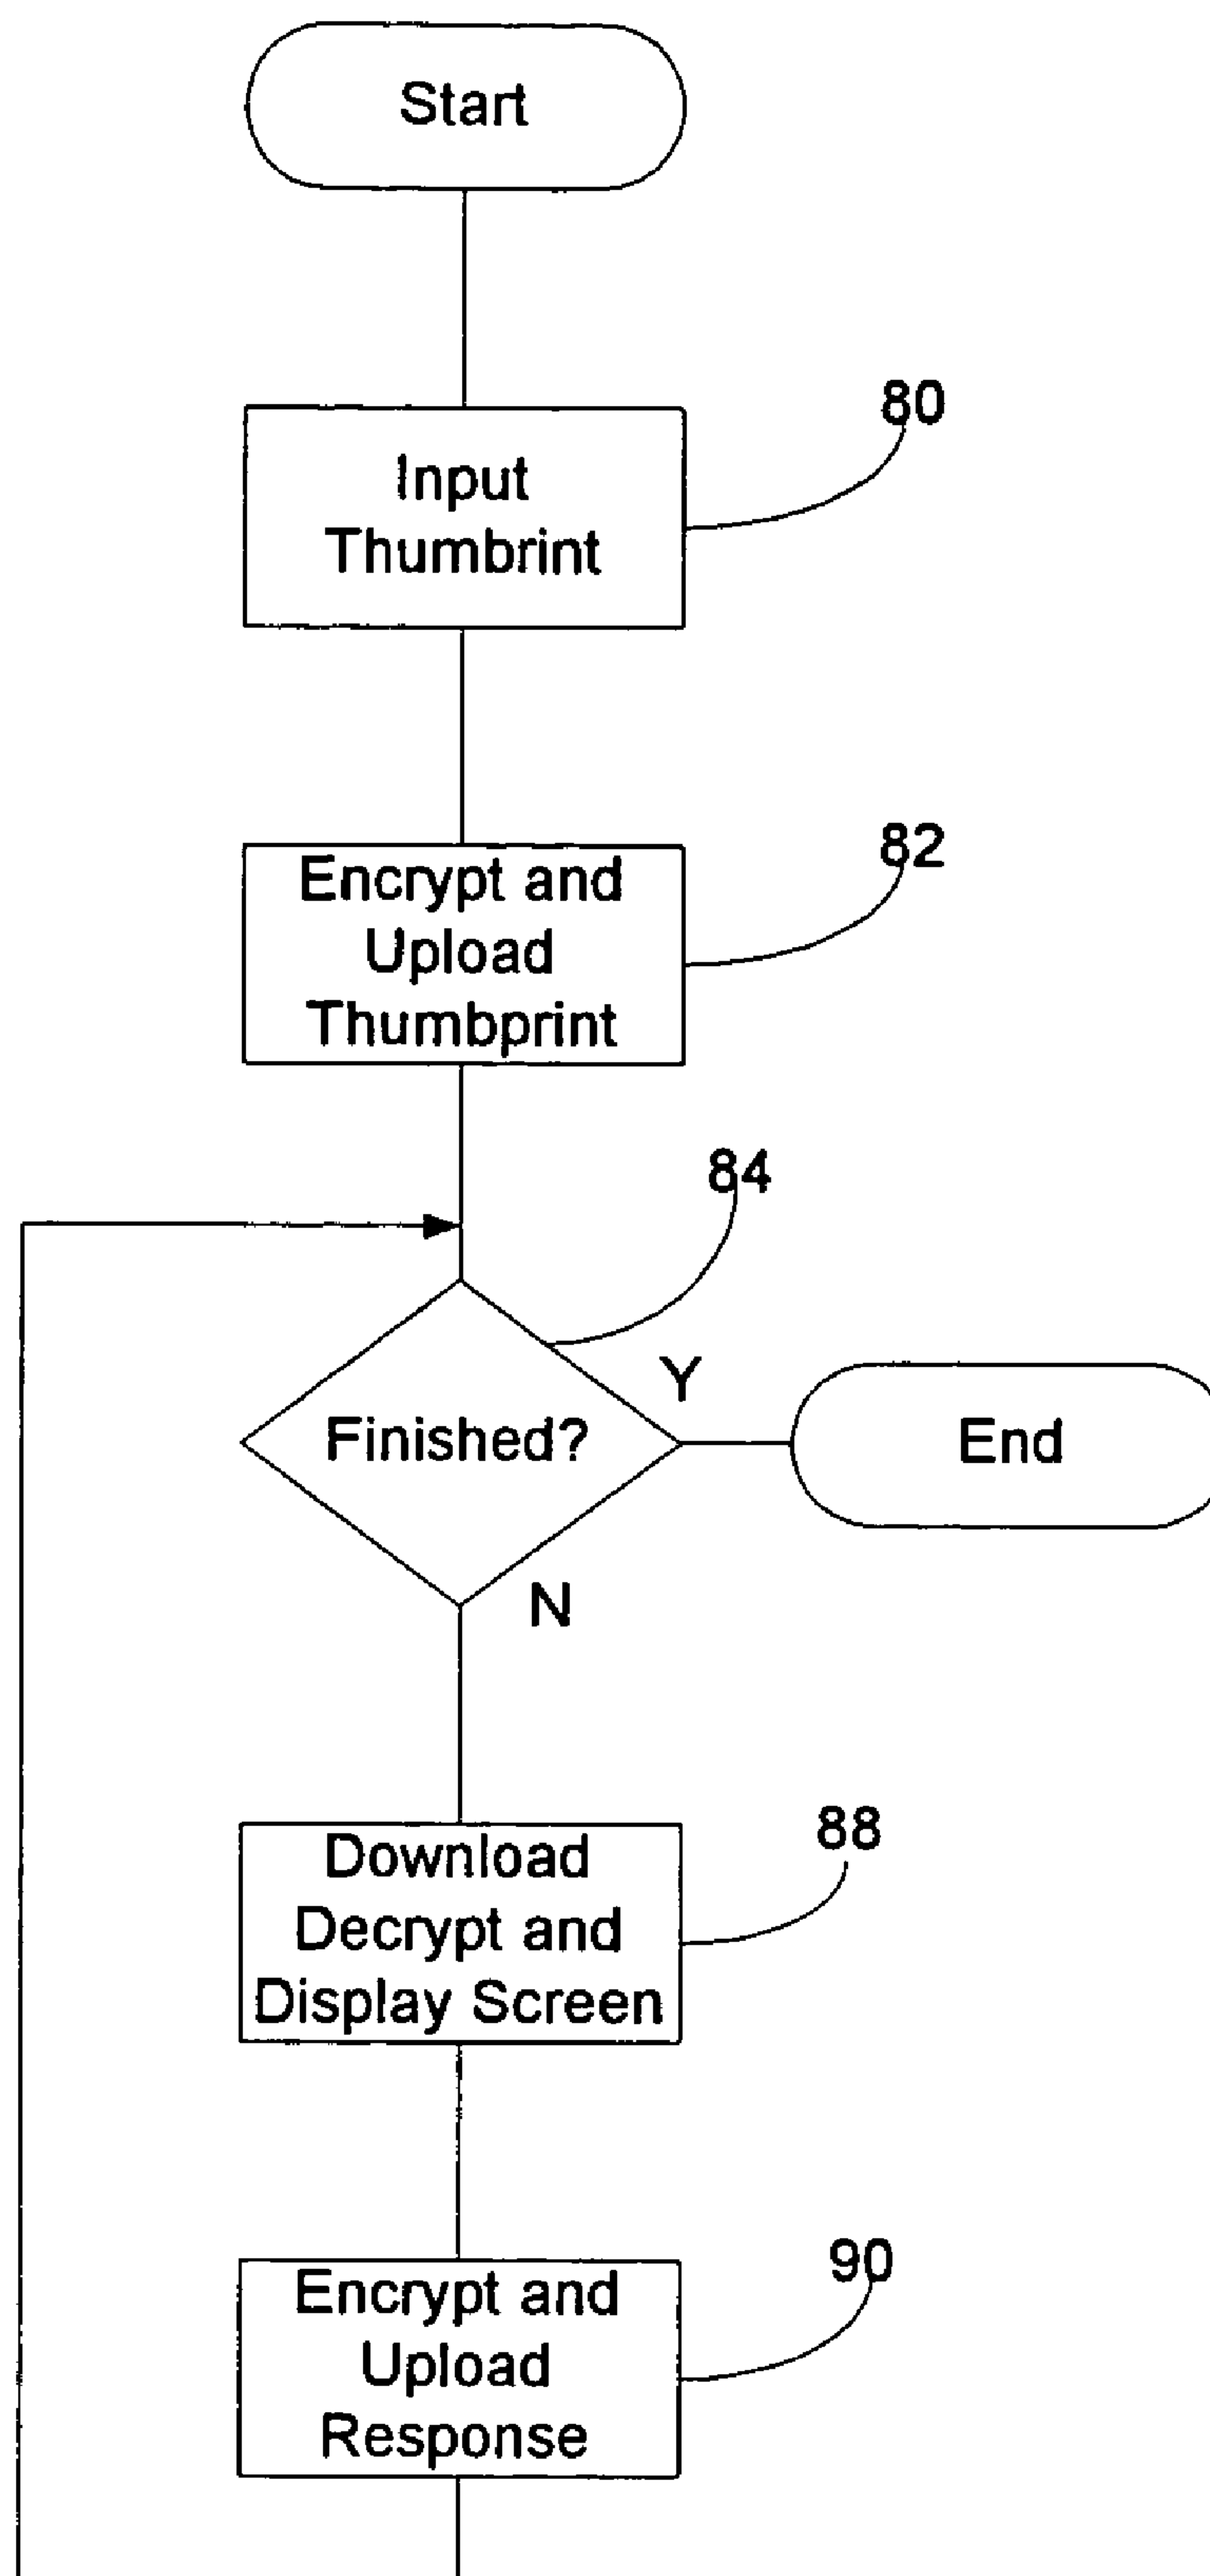 Start
80
Input
Thumbrint
82
Encrypt and
Upload
Thumbprint
84
Y
Finished?
End
N
88
Download
Decrypt and
Display Screen
90
Encrypt and
Upload
Response